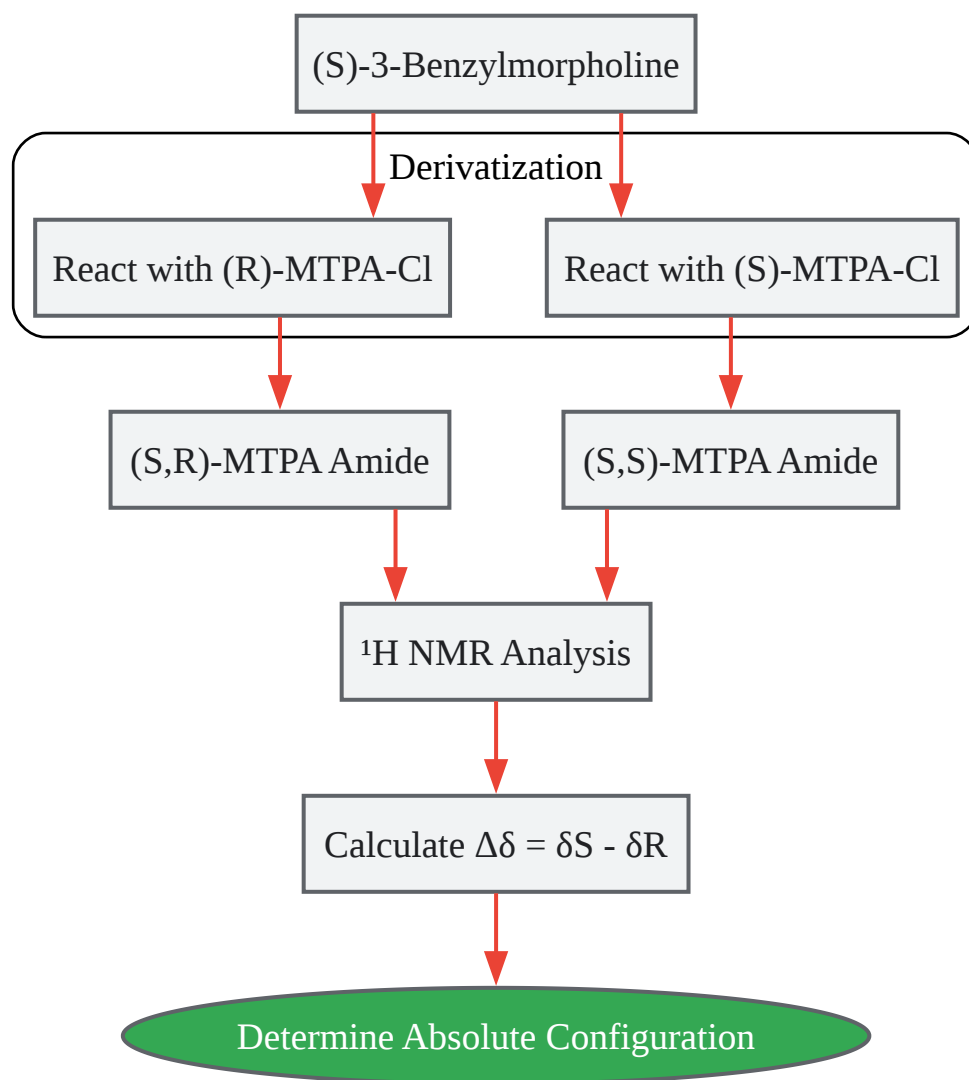 (S)-3-Benzylmorpholine
Derivatization
React with (R)-MTPA-Cl
React with (S)-MTPA-Cl
(S,R)-MTPA Amide
(S,S)-MTPA Amide
¹H NMR Analysis
Calculate Δδ = δS - δR
Determine Absolute Configuration